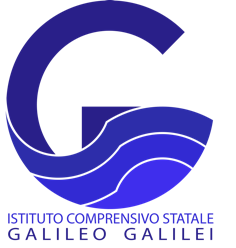 ISTITUTO COMPRENSIVO STATALE
GALILEO GALILEI